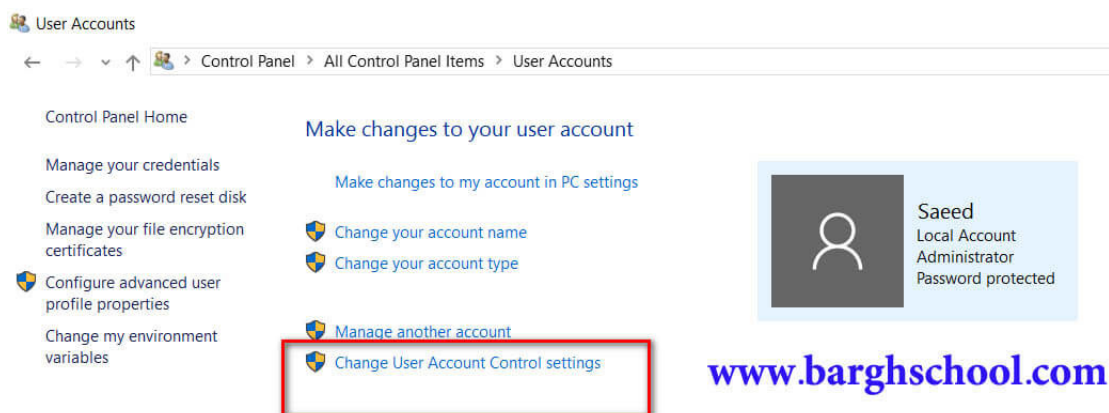 User Accounts
Control Panel > All Control Panel Items > User Accounts
Control Panel Home
Manage your credentials
Create a password reset disk
Manage your file encryption
certificates
Configure advanced user
profile properties
Change my environment
variables
Make changes to your user account
Make changes to my account in PC settings
Change your account name
Change your account type
Manage another account
Change User Account Control settings
Saeed
Local Account
Administrator
Password protected
www.barghschool.com